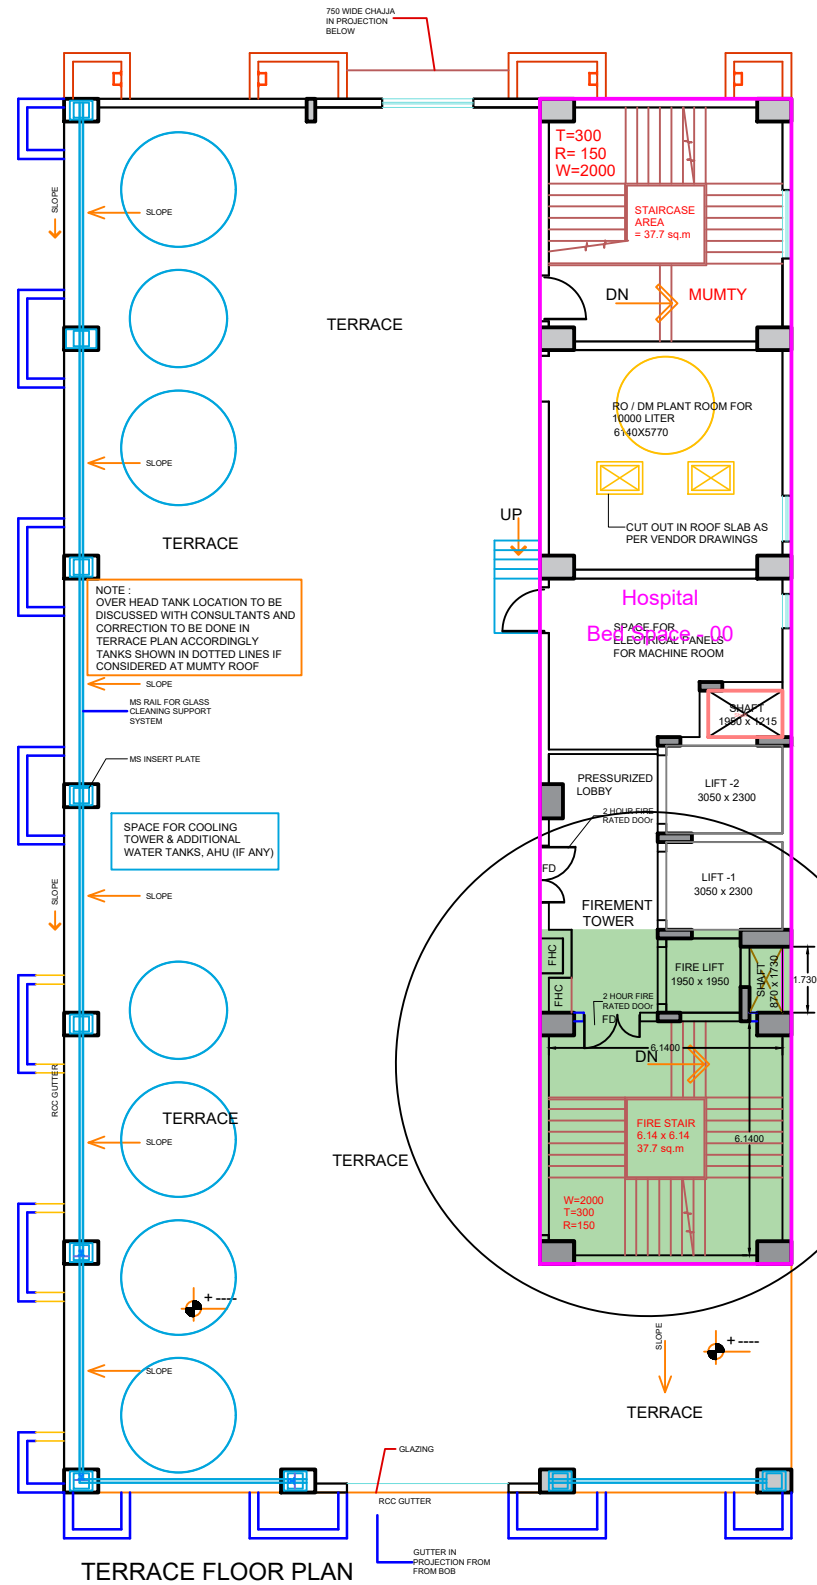 750 WIDE CHAJJA
IN PROJECTION
BELOW
T=300
R= 150
W=2000
SLOPE
SLOPE
STAIRCASE
AREA
= 37.7 sq.m
DN
MUMTY
TERRACE
RO / DM PLANT ROOM FOR
10000 LITER
6140X5770
SLOPE
UP
CUT OUT IN ROOF SLAB AS
PER VENDOR DRAWINGS
TERRACE
NOTE :
OVER HEAD TANK LOCATION TO BE
DISCUSSED WITH CONSULTANTS AND
CORRECTION TO BE DONE IN
TERRACE PLAN ACCORDINGLY
TANKS SHOWN IN DOTTED LINES IF
CONSIDERED AT MUMTY ROOF
Hospital
Bed Space - 00
SPACE FOR
ELECTRICAL PANELS
FOR MACHINE ROOM
SLOPE
MS RAIL FOR GLASS
CLEANING SUPPORT
SYSTEM
SHAFT
1950 x 1215
MS INSERT PLATE
PRESSURIZED
LOBBY
LIFT -2
3050 x 2300
2 HOUR FIRE
RATED DOOr
SPACE FOR COOLING
TOWER & ADDITIONAL
WATER TANKS, AHU (IF ANY)
FD
LIFT -1
3050 x 2300
SLOPE
SLOPE
FIREMENT
TOWER
FHC
FIRE LIFT
1950 x 1950
SHAFT
870 x 1730
1.730
FHC
2 HOUR FIRE
RATED DOOr
FD
6.1400
DN
RCC GUTTER
TERRACE
SLOPE
TERRACE
FIRE STAIR
6.14 x 6.14
37.7 sq.m
6.1400
W=2000
T=300
R=150
+ ----
SLOPE
+ ----
SLOPE
TERRACE
GLAZING
RCC GUTTER
GUTTER IN
PROJECTION FROM
FROM BOB
TERRACE FLOOR PLAN